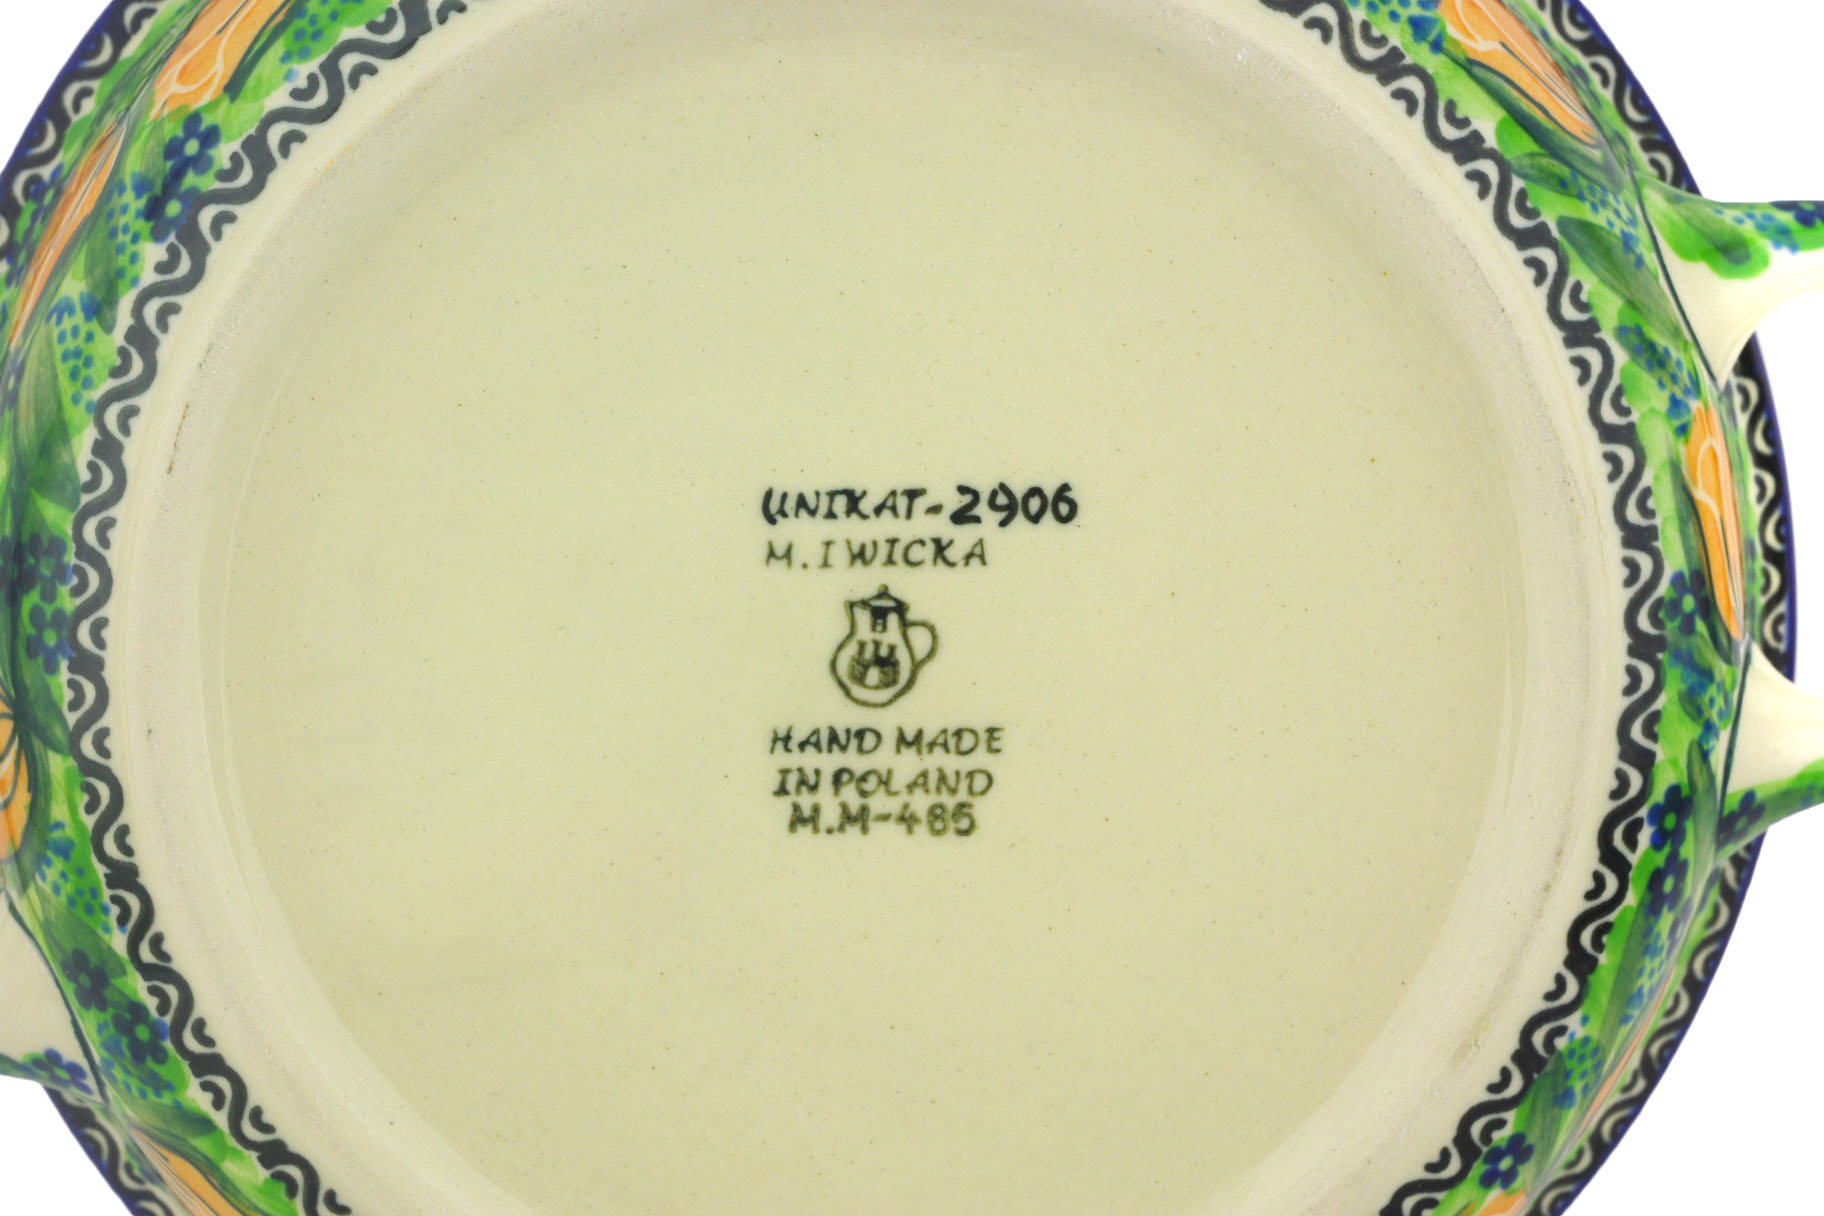 UNIKAT-2906
M.IWICKA
HAND MADE
IN POLAND
M.M-485